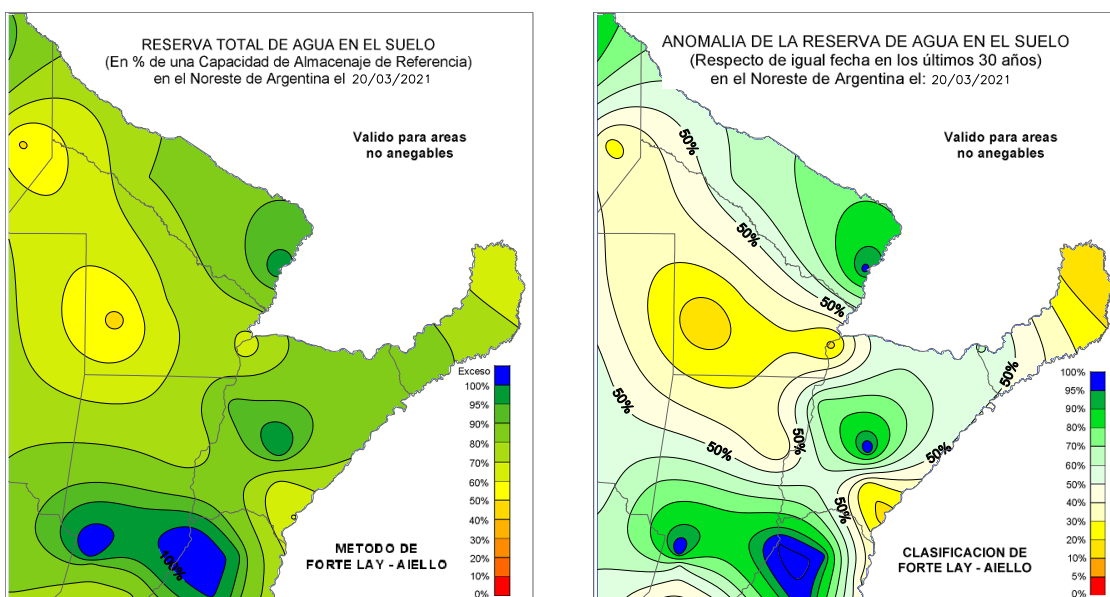 RESERVA TOTAL DE AGUA EN EL SUELO
(En % de una Capacidad de Almacenaje de Referencia)
en el Noreste de Argentina el 20/03/2021
Valido para areas
no anegables
100%
Exceso
100%
95%
90%
80%
70%
60%
50%
40%
30%
20%
10%
0%
METODO DE
FORTE LAY - AIELLO
ANOMALIA DE LA RESERVA DE AGUA EN EL SUELO
(Respecto de igual fecha en los últimos 30 años)
en el Noreste de Argentina el: 20/03/2021
Valido para areas
no anegables
50%
50%
50%
50%
50%
50%
50%
50%
50%
100%
95%
90%
80%
70%
60%
50%
40%
30%
20%
10%
5%
0%
CLASIFICACION DE
FORTE LAY - AIELLO